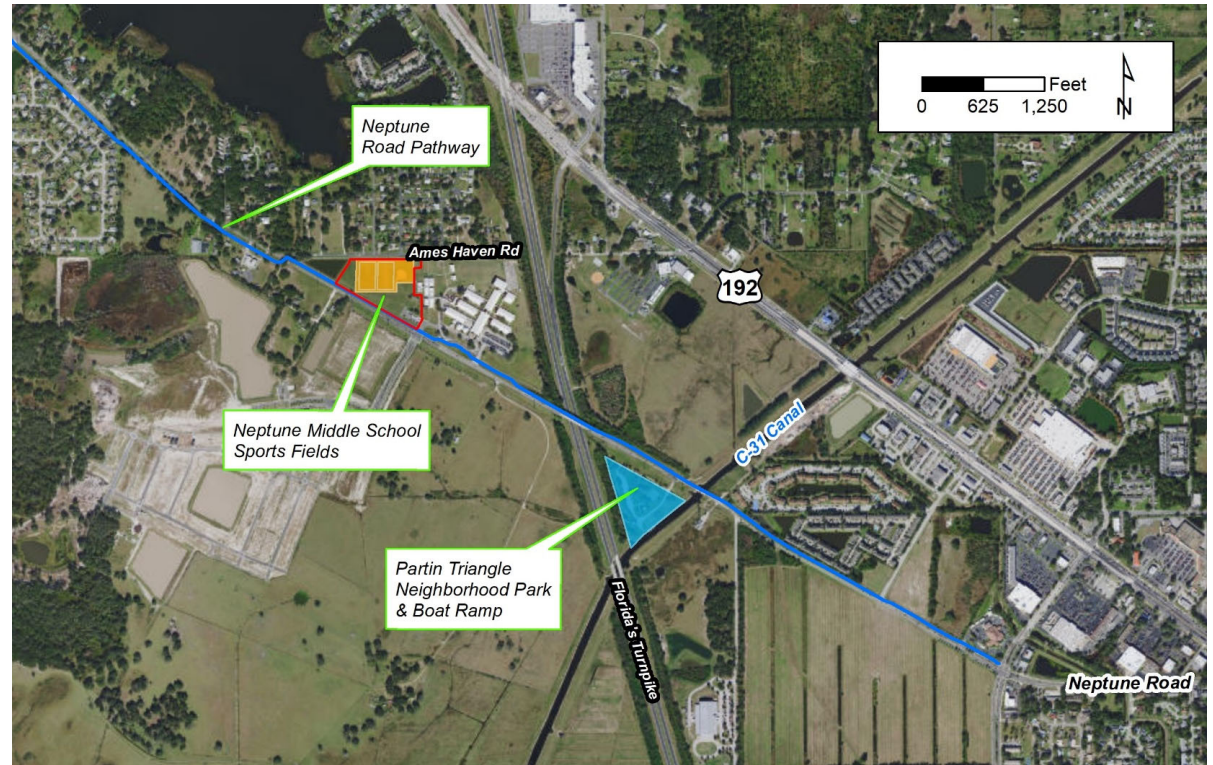 Feet
0 625 1,250
N
Neptune
Road Pathway
Ames Haven Rd
192
Neptune Middle School
Sports Fields
C-31 Canal
Partin Triangle
Neighborhood Park
& Boat Ramp
Florida's Turnpike
Neptune Road